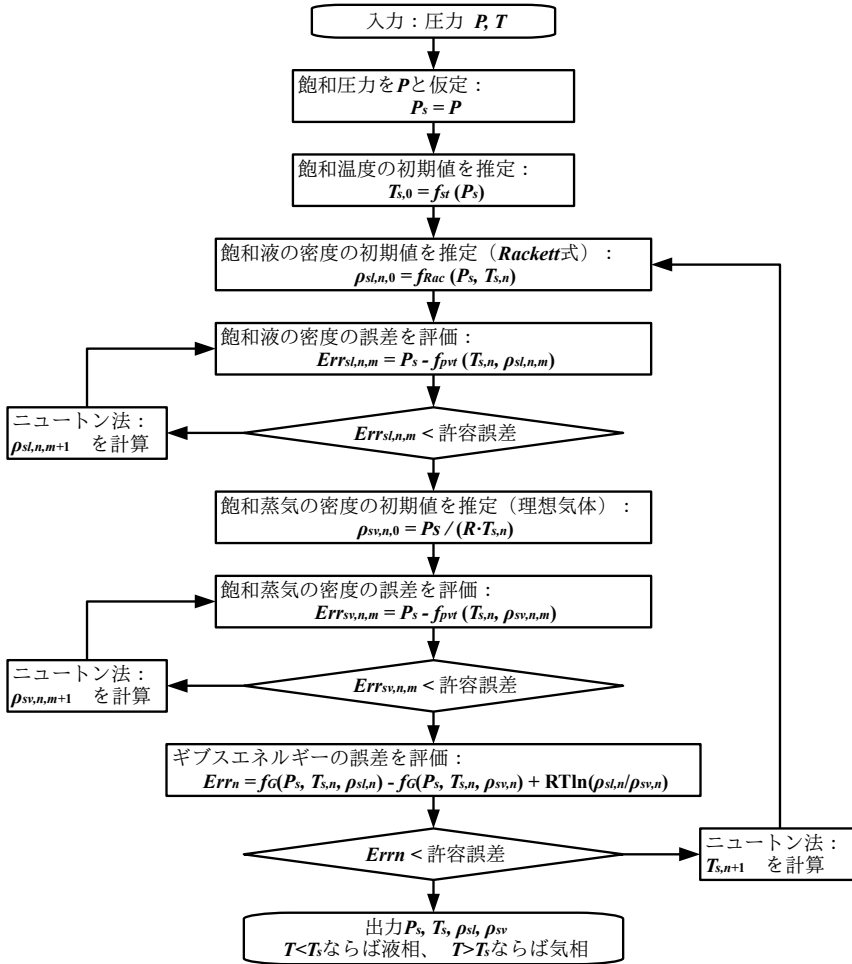 入力：圧力 P, T
飽和圧力をPと仮定：
Ps = P
飽和温度の初期値を推定：
Ts,0 = fst (Ps)
飽和液の密度の初期値を推定（Rackett式）：
ρsl,n,0 = fRac (Ps, Ts,n)
飽和液の密度の誤差を評価：
Errsl,n,m = Ps - fpvt (Ts,n, ρsl,n,m)
ニュートン法：
ρsl,n,m+1 を計算
Errsl,n,m < 許容誤差
飽和蒸気の密度の初期値を推定（理想気体）：
ρsv,n,0 = Ps / (R·Ts,n)
飽和蒸気の密度の誤差を評価：
Errsv,n,m = Ps - fpvt (Ts,n, ρsv,n,m)
ニュートン法：
ρsv,n,m+1 を計算
Errsv,n,m < 許容誤差
ギブスエネルギーの誤差を評価：
Errn = fG(Ps, Ts,n, ρsl,n) - fG(Ps, Ts,n, ρsv,n) + RTln(ρsl,n/ρsv,n)
Errn < 許容誤差
ニュートン法：
Ts,n+1 を計算
出力Ps, Ts, ρsl, ρsv
T<Tsならば液相、 T>Tsならば気相